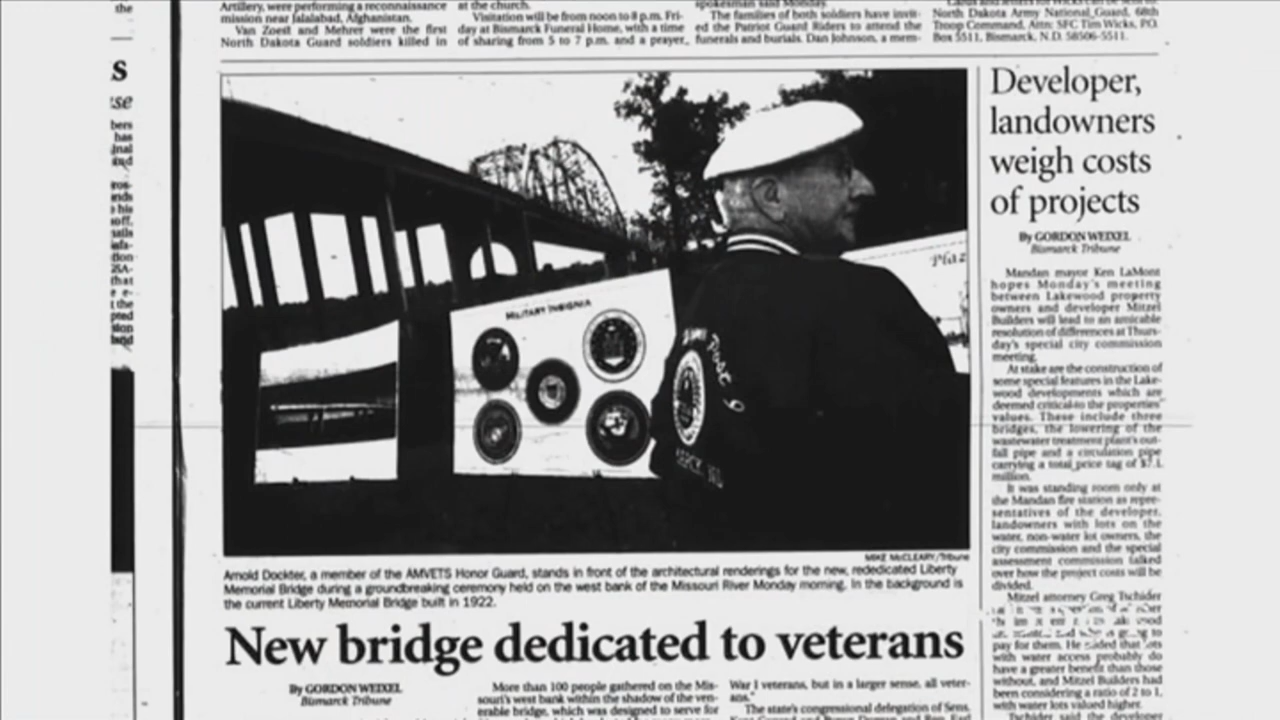 the
s
se
bers
has
and
his
soff.
that
t the
Artillery, were performing a reconnaissance
mission near Jalalabad, Afghanistan.
Van Zoest and Mehrer were the first
North Dakota Guard soldiers killed in
at the church.
Visitation will be from noon to 8 p.m. Fri-
day at Bismarck Funeral Home, with a time
of sharing from 5 to 7 p.m. and a prayer,
spokesman said Monday.
The families of both soldiers have invit-
ed the Patriot Guard Riders to attend the
funerals and burials. Dan Johnson, a mem-
North Dakota Army National Guard, 68th
Troop Command, Attn: SFC Tim Wicks, P.O.
Box 5511, Bismarck, N.D. 58506-5511.
MILITARY INSIGNIA
Plaz
POST 9
MIKE McCLEARY/Tribune
Arnold Dockter, a member of the AMVETS Honor Guard, stands in front of the architectural renderings for the new, rededicated Liberty
Memorial Bridge during a groundbreaking ceremony held on the west bank of the Missouri River Monday morning. In the background is
the current Liberty Memorial Bridge built in 1922.
New bridge dedicated to veterans
By GORDON WEIXEL
Bismarck Tribune
More than 100 people gathered on the Mis-
souri's west bank within the shadow of the ven-
erable bridge, which was designed to serve for
War I veterans, but in a larger sense, all veter-
ans."
The state's congressional delegation of Sens.
Developer,
landowners
weigh costs
of projects
By GORDON WEIXEL
Bismarck Tribune
Mandan mayor Ken LaMont
hopes Monday's meeting
between Lakewood property
owners and developer Mitzel
Builders will lead to an amicable
resolution of differences at Thurs-
day's special city commission
meeting.
At stake are the construction of
some special features in the Lake-
wood developments which are
deemed critical to the properties'
values. These include three
bridges, the lowering of the
wastewater treatment plant's out-
fall pipe and a circulation pipe
carrying a total price tag of $7.1
million.
It was standing room only at
the Mandan fire station as repre-
sentatives of the developer,
landowners with lots on the
water, non-water lot owners, the
city commission and the special
assessment commission talked
over how the project costs will be
divided.
Mitzel attorney Greg Tschider
pay for them. He added that lots
with water access probably do
have a greater benefit than those
without, and Mitzel Builders had
been considering a ratio of 2 to 1,
with water lots valued higher.
Tschider said the developer